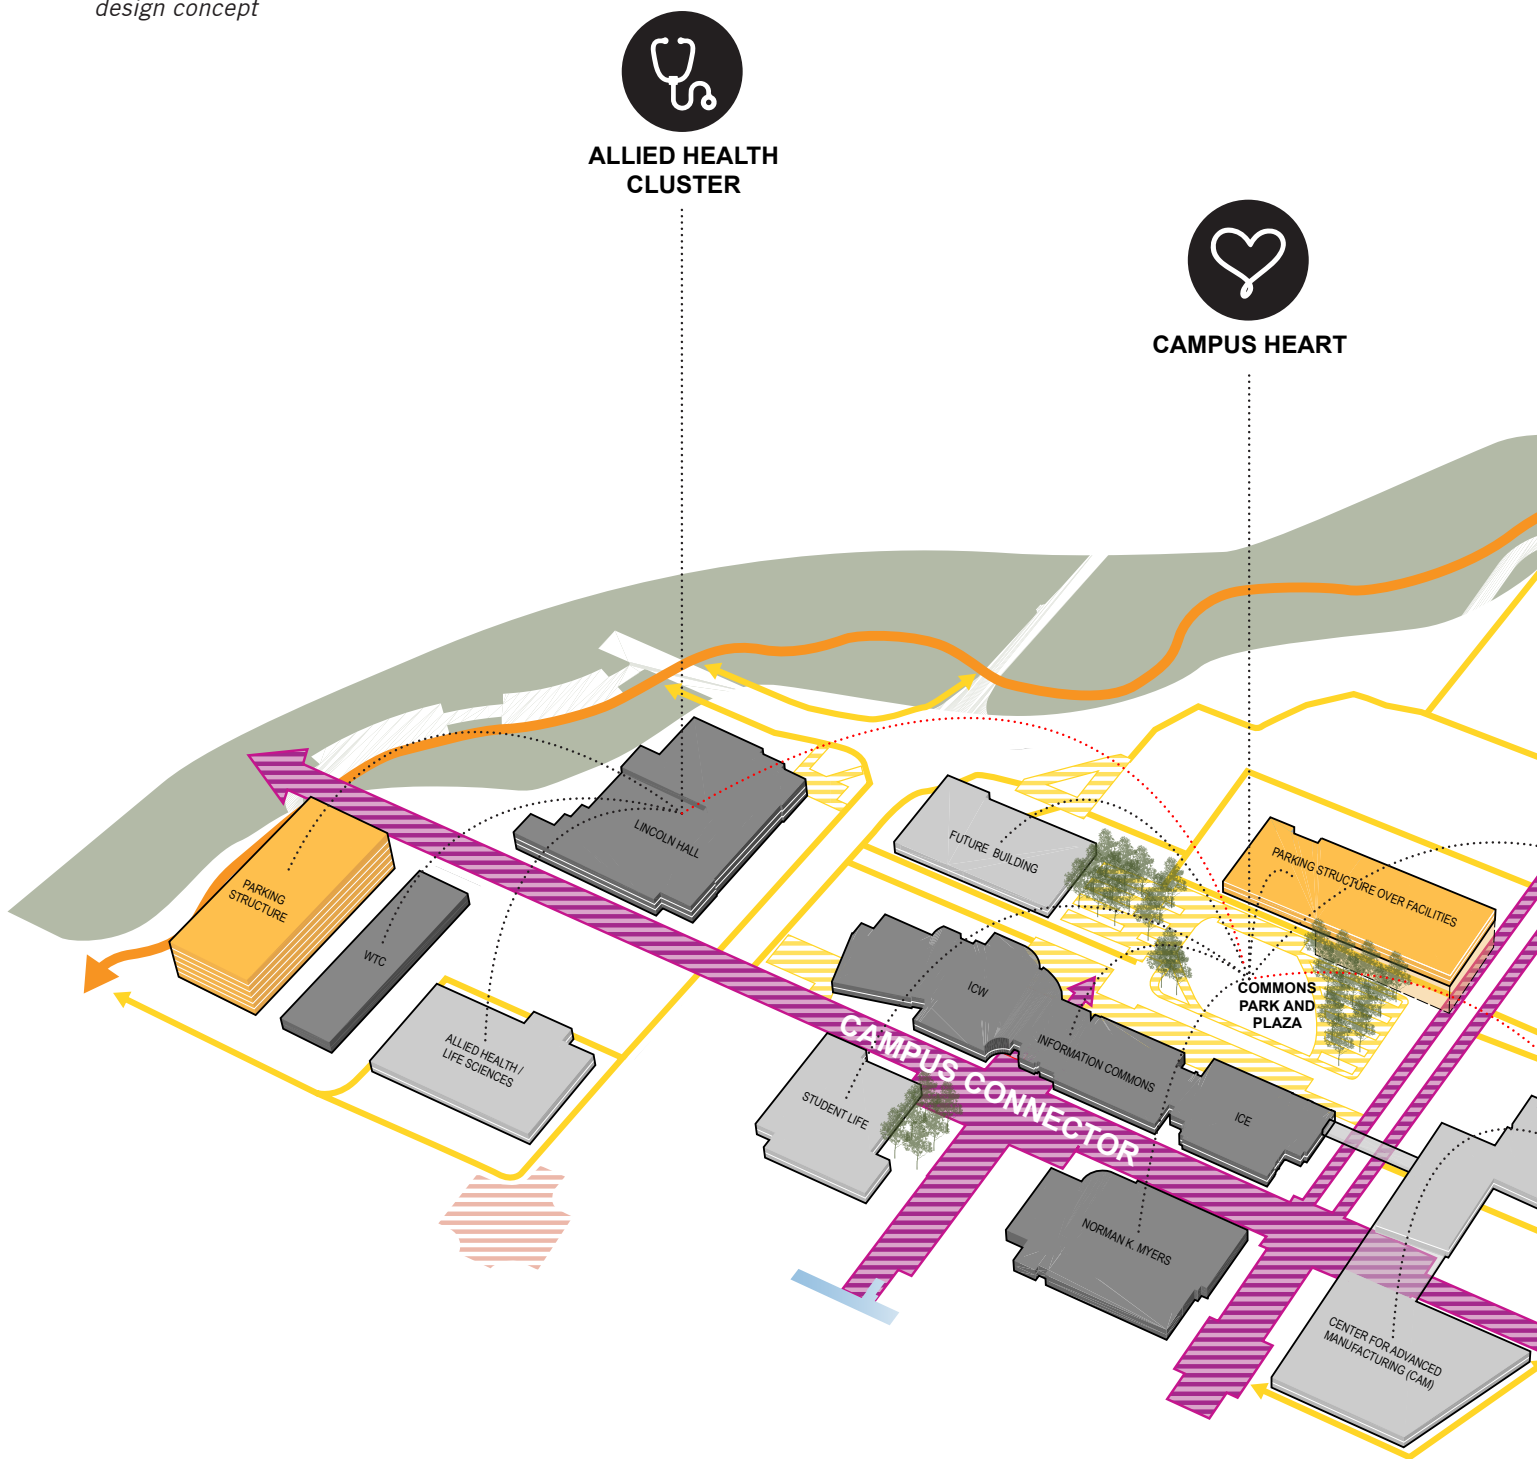 design concept
ALLIED HEALTH
CLUSTER
CAMPUS HEART
LINCOLN HALL
FUTURE BUILDING
PARKING STRUCTURE OVER FACILITIES
PARKING
STRUCTURE
WTC
ALLIED HEALTH /
LIFE SCIENCES
ICW
COMMONS
PARK AND
PLAZA
CAMPUS CONNECTOR
INFORMATION COMMONS
STUDENT LIFE
ICE
NORMAN K. MYERS
CENTER FOR ADVANCED
MANUFACTURING (CAM)